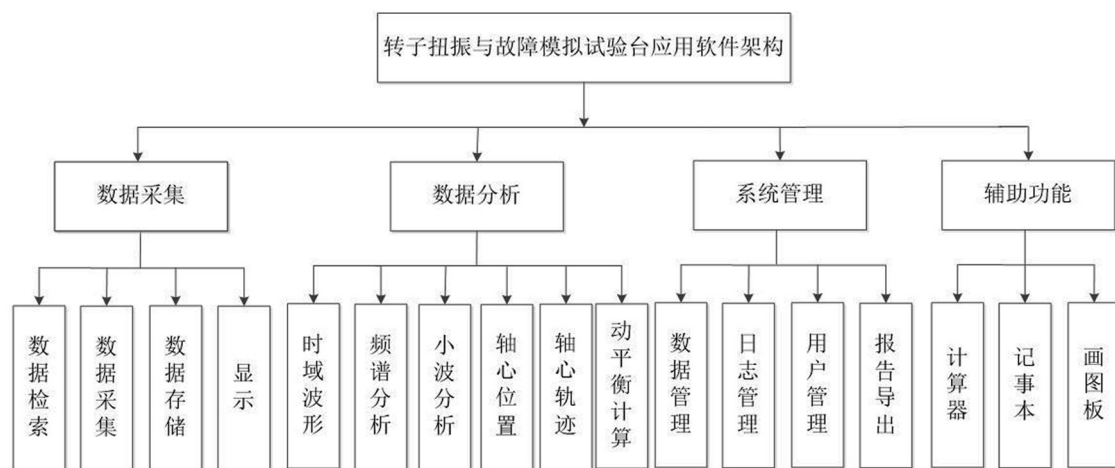 转子扭振与故障模拟试验台应用软件架构
数据采集
数据分析
系统管理
辅助功能
数据检索
数据采集
数据存储
显示
时域波形
频谱分析
小波分析
轴心位置
轴心轨迹
动平衡计算
数据管理
日志管理
用户管理
报告导出
计算器
记事本
画图板